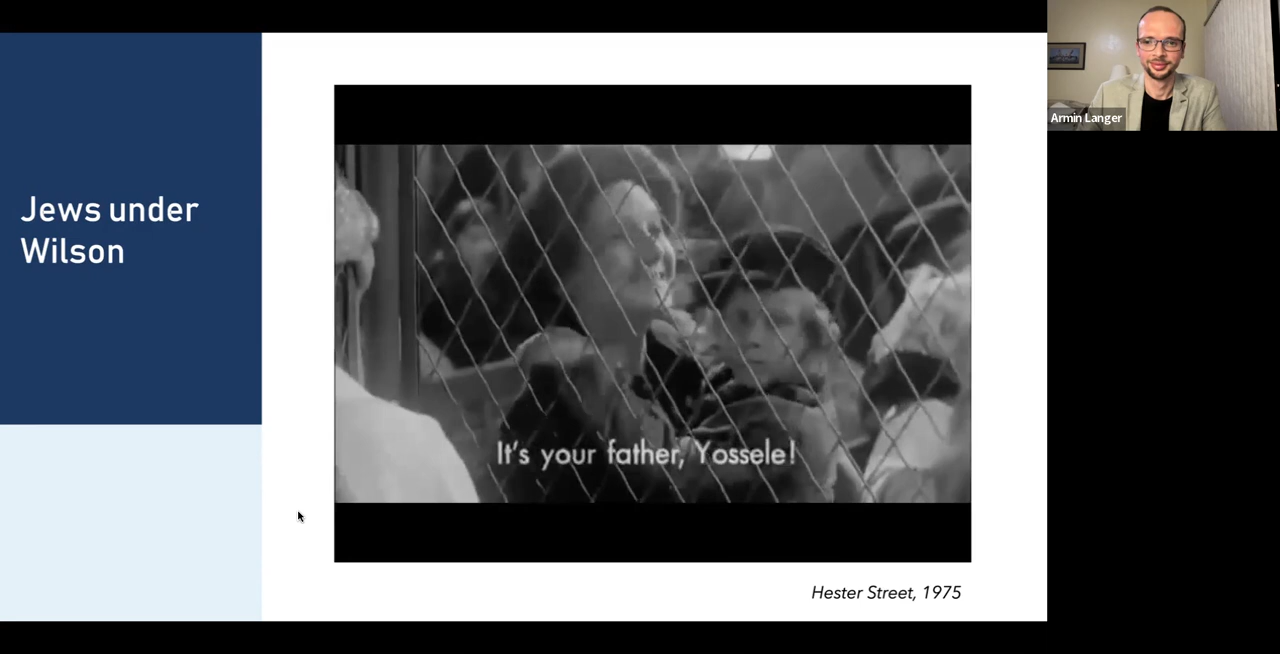 Jews under
Wilson
It's your father, Yossele!
Hester Street, 1975
Armin Langer